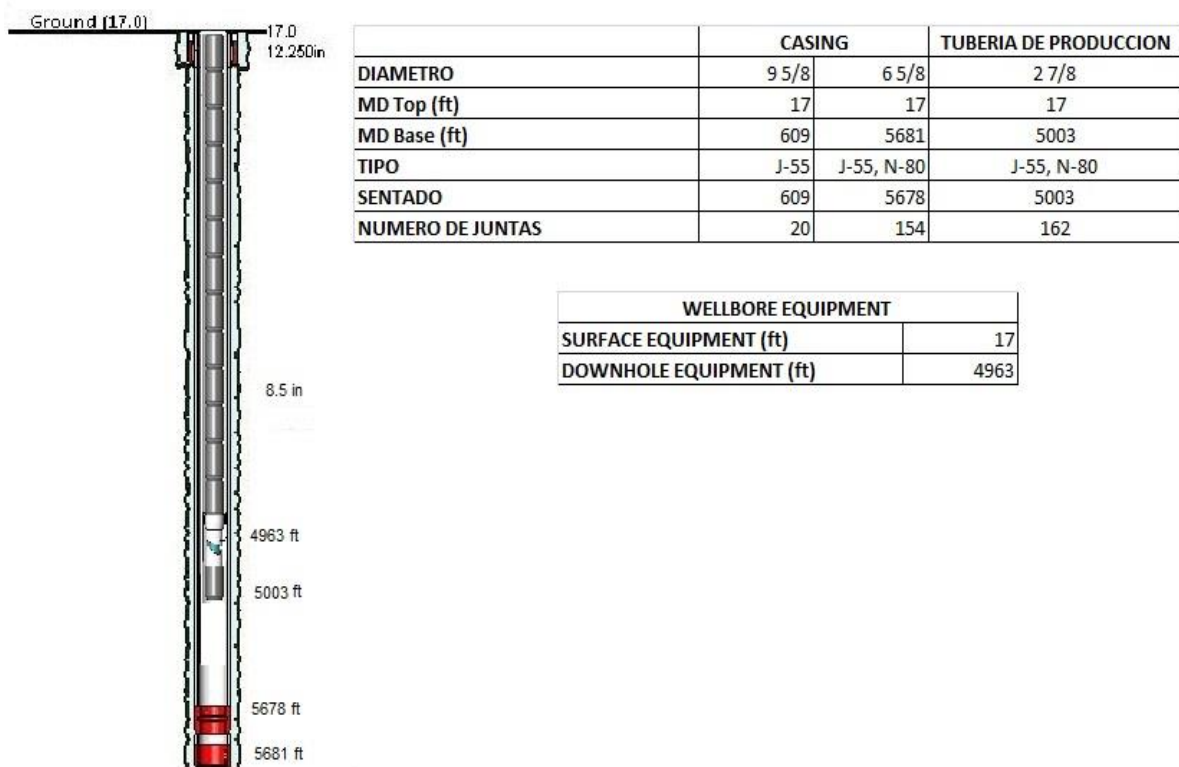 Ground (17.0)
17.0
12.250in
8.5 in
4963 ft
5003 ft
5678 ft
5681 ft
CASING TUBERIA DE PRODUCCION
DIAMETRO 9 5/8 6 5/8 2 7/8
MD Top (ft) 17 17 17
MD Base (ft) 609 5681 5003
TIPO J-55 J-55, N-80 J-55, N-80
SENTADO 609 5678 5003
NUMERO DE JUNTAS 20 154 162
WELLBORE EQUIPMENT
SURFACE EQUIPMENT (ft) 17
DOWNHOLE EQUIPMENT (ft) 4963